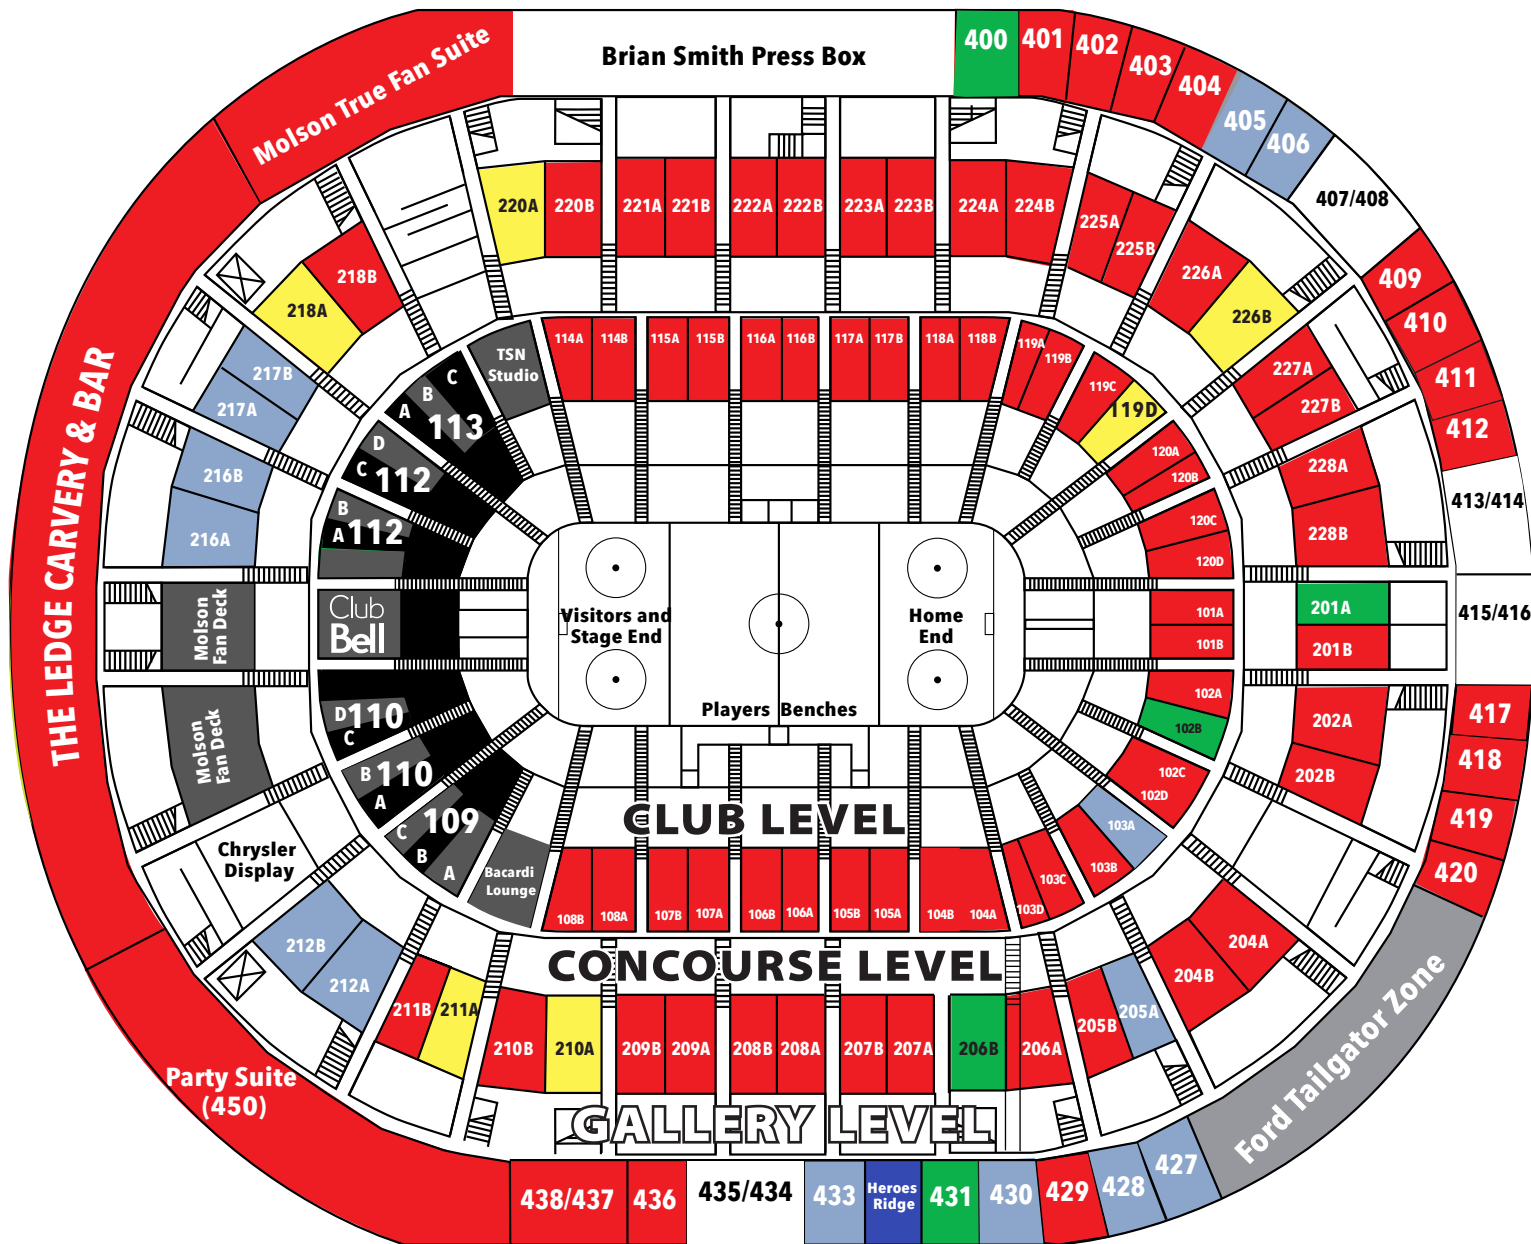 Molson True Fan Suite
Brian Smith Press Box
400
401
402
403
404
405
406
407/408
409
410
411
412
413/414
415/416
417
418
419
420
Ford Tailgator Zone
427
428
429
430
431
Heroes
Ridge
433
435/434
436
438/437
Party Suite
(450)
THE LEDGE CARVERY & BAR
220A
220B
221A
221B
222A
222B
223A
223B
224A
224B
225A
225B
226A
226B
227A
227B
228A
228B
201A
201B
202A
202B
204A
204B
205A
205B
206A
206B
207A
207B
208A
208B
209A
209B
210A
210B
211A
211B
212A
212B
Chrysler
Display
Molson
Fan Deck
Molson
Fan Deck
216A
216B
217A
217B
218A
218B
TSN
Studio
114A
114B
115A
115B
116A
116B
117A
117B
118A
118B
119A
119B
119C
119D
120A
120B
120C
120D
101A
101B
102A
102B
102C
102D
103A
103B
103C
103D
104A
104B
105A
105B
106A
106B
107A
107B
108A
108B
Bacardi
Lounge
A
B
C
109
A
B
110
C
D
110
Club
Bell
A
B
112
C
D
112
A
B
C
113
Visitors and
Stage End
Home
End
Players Benches
CLUB LEVEL
CONCOURSE LEVEL
GALLERY LEVEL